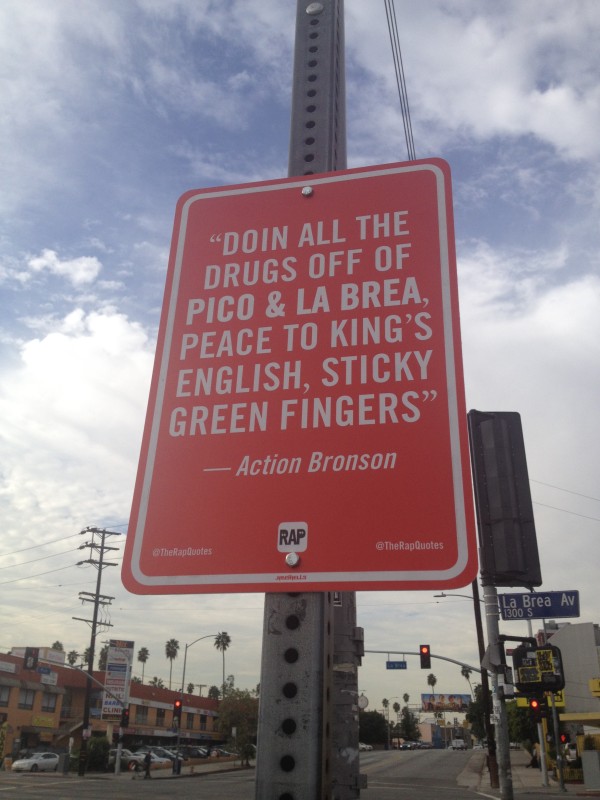 “DOIN ALL THE
DRUGS OFF OF
PICO & LA BREA,
PEACE TO KING’S
ENGLISH, STICKY
GREEN FINGERS”
— Action Bronson
RAP
@TheRapQuotes
@TheRapQuotes
La Brea Av
1300 S